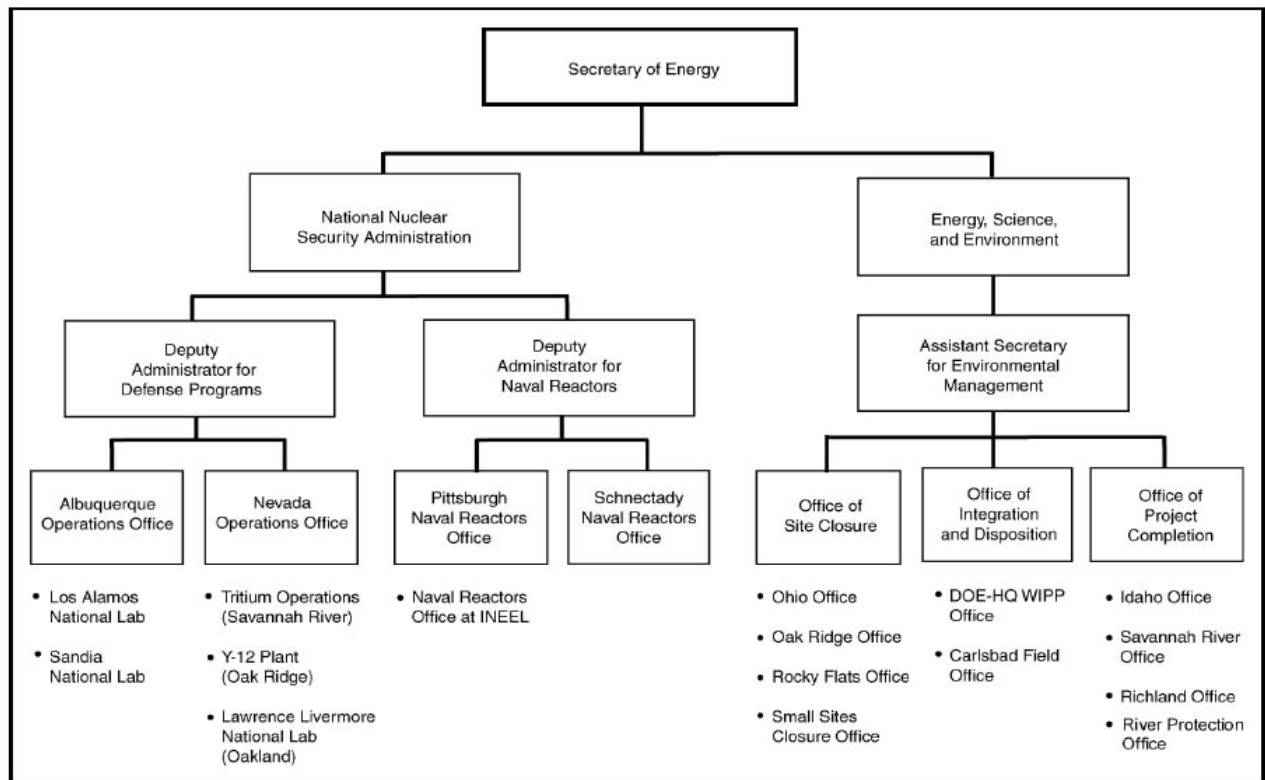 Secretary of Energy
National Nuclear
Security Administration
Energy, Science,
and Environment
Deputy
Administrator for
Defense Programs
Deputy
Administrator for
Naval Reactors
Assistant Secretary
for Environmental
Management
Albuquerque
Operations Office
Nevada
Operations Office
Pittsburgh
Naval Reactors
Office
Schnectady
Naval Reactors
Office
Office of
Site Closure
Office of
Integration
and Disposition
Office of
Project
Completion
• Los Alamos
National Lab
• Sandia
National Lab
• Tritium Operations
(Savannah River)
• Y-12 Plant
(Oak Ridge)
• Lawrence Livermore
National Lab
(Oakland)
• Naval Reactors
Office at INEEL
• Ohio Office
• Oak Ridge Office
• Rocky Flats Office
• Small Sites
Closure Office
• DOE-HQ WIPP
Office
• Carlsbad Field
Office
• Idaho Office
• Savannah River
Office
• Richland Office
• River Protection
Office